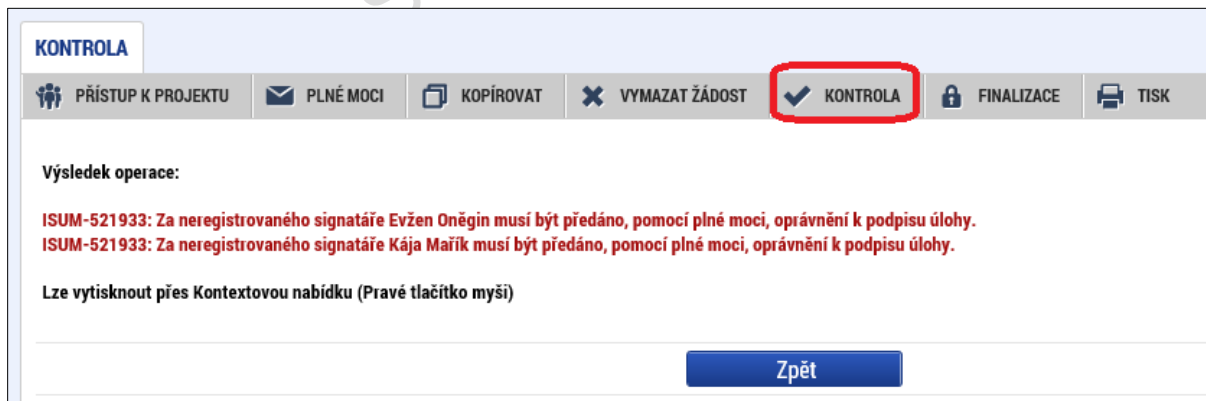 KONTROLA
PŘÍSTUP K PROJEKTU PLNÉ MOCI KOPÍROVAT VYMAZAT ŽÁDOST KONTROLA FINALIZACE TISK
Výsledek operace:
ISUM-521933: Za neregistrovaného signatáře Evžen Oněgin musí být předáno, pomocí plné moci, oprávnění k podpisu úlohy.
ISUM-521933: Za neregistrovaného signatáře Kája Mařík musí být předáno, pomocí plné moci, oprávnění k podpisu úlohy.
Lze vytisknout přes Kontextovou nabídku (Pravé tlačítko myši)
Zpět